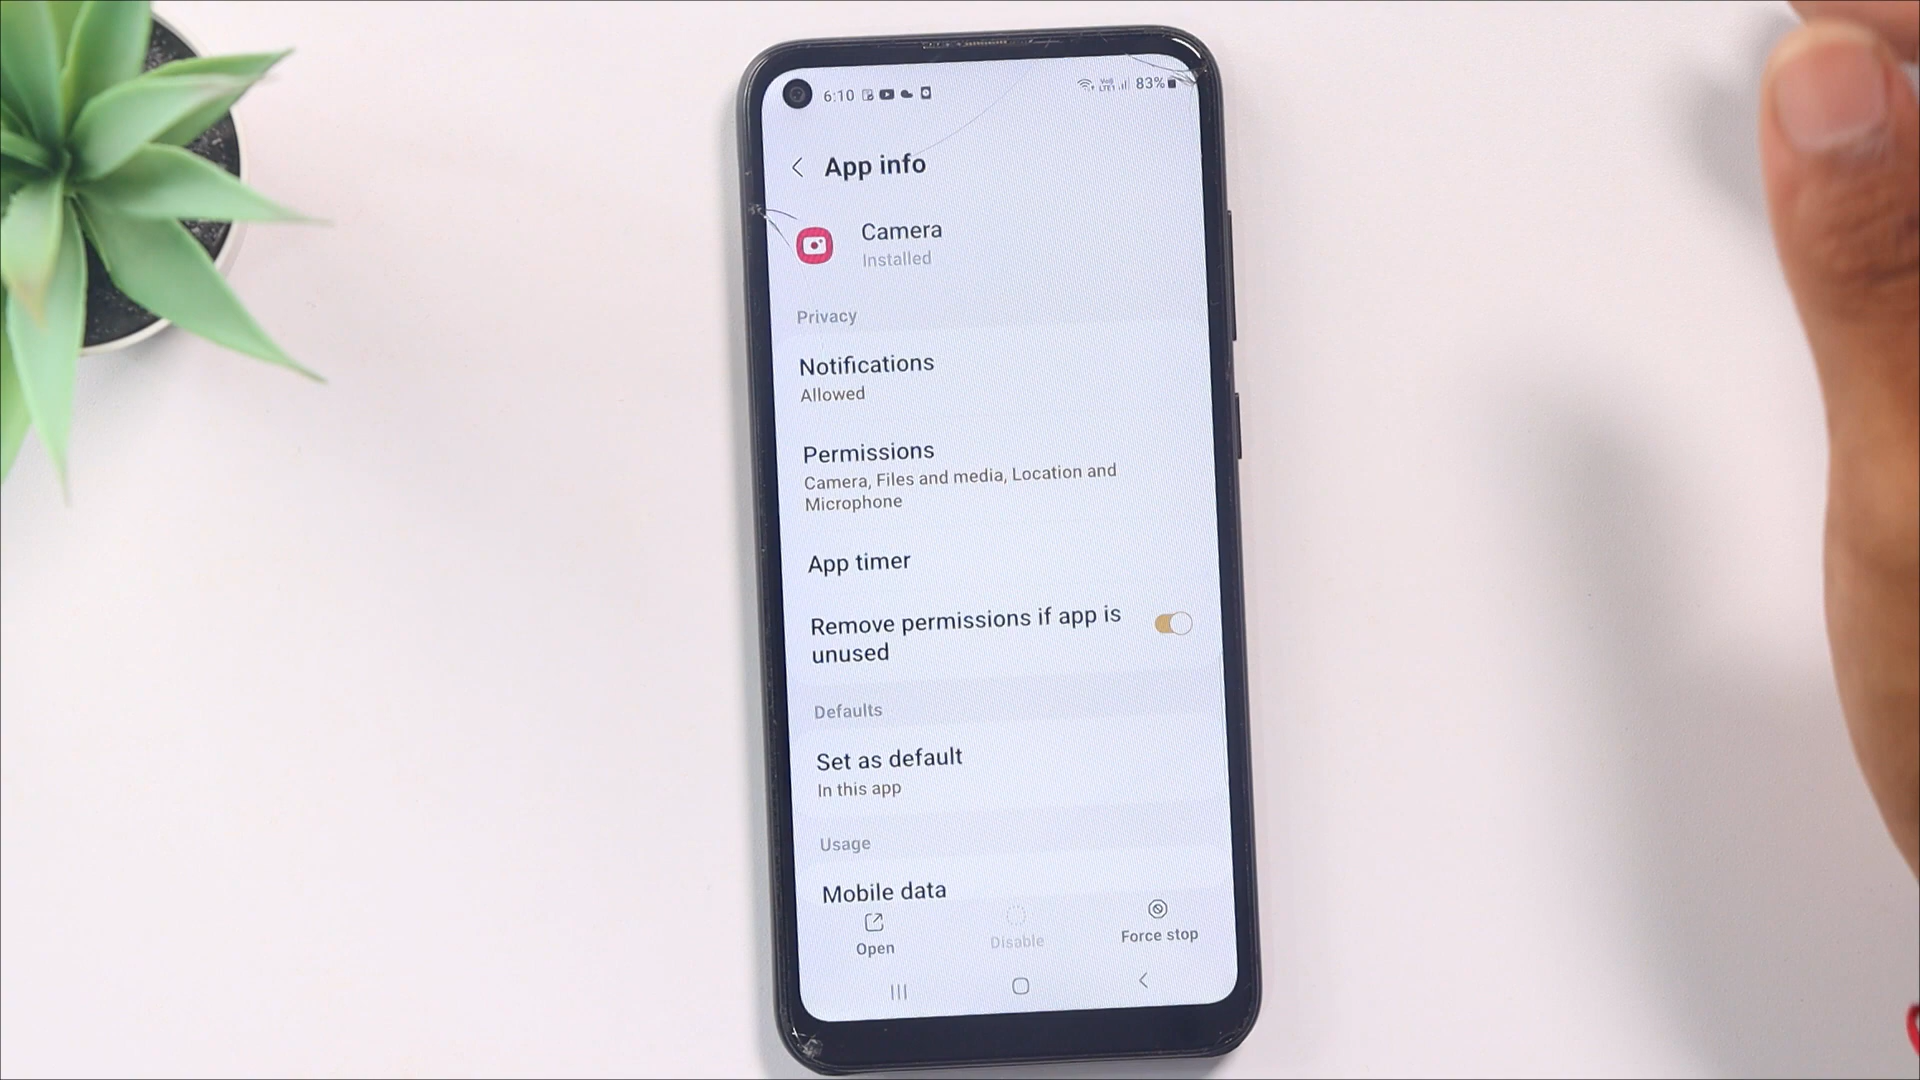 6:10
VoS
LTE1
83%
App info
Camera
Installed
Privacy
Notifications
Allowed
Permissions
Camera, Files and media, Location and
Microphone
App timer
Remove permissions if app is
unused
Defaults
Set as default
In this app
Usage
Mobile data
Open
Disable
Force stop